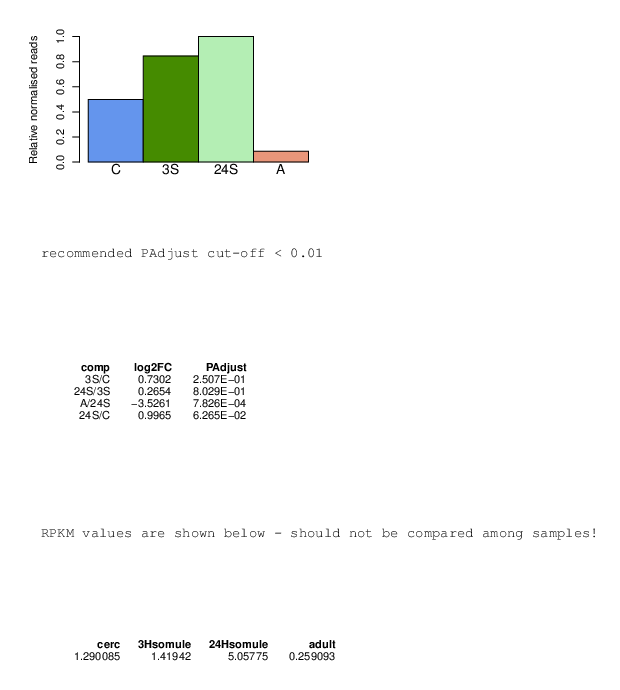 Relative normalised reads
1.0
0.8
0.6
0.4
0.2
0.0
C 3S 24S A
recommended PAdjust cut-off < 0.01
comp log2FC PAdjust
3S/C 0.7302 2.507E−01
24S/3S 0.2654 8.029E−01
A/24S −3.5261 7.826E−04
24S/C 0.9965 6.265E−02
RPKM values are shown below - should not be compared among samples!
cerc 3Hsomule 24Hsomule adult
1.290085 1.41942 5.05775 0.259093